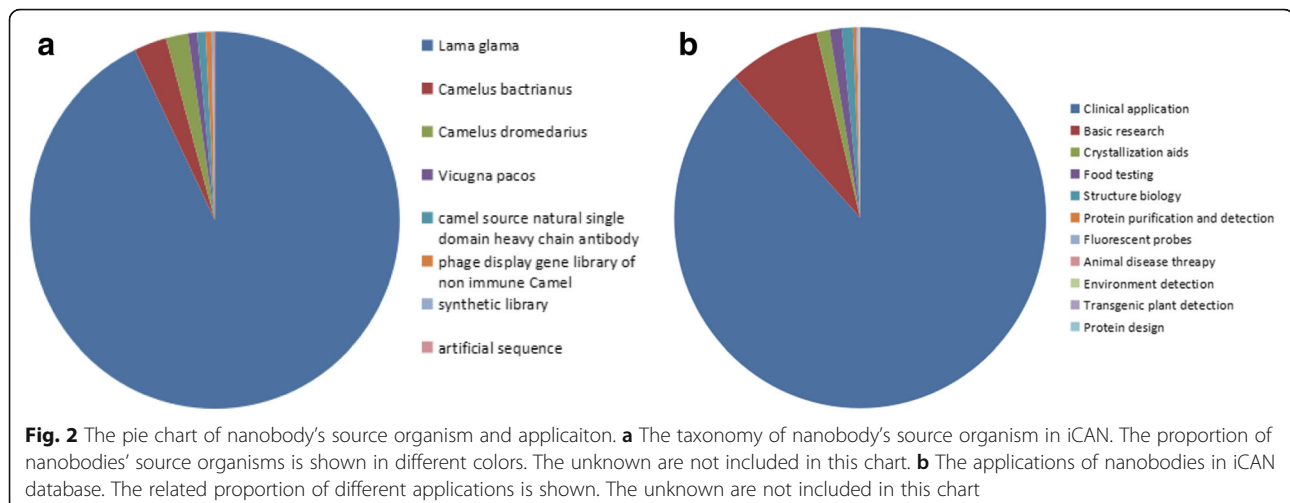 a
Lama glama
Camelus bactrianus
Camelus dromedarius
Vicugna pacos
camel source natural single
domain heavy chain antibody
phage display gene library of
non immune Camel
synthetic library
artificial sequence
b
Clinical application
Basic research
Crystallization aids
Food testing
Structure biology
Protein purification and detection
Fluorescent probes
Animal disease threapy
Environment detection
Transgenic plant detection
Protein design
Fig. 2 The pie chart of nanobody's source organism and applicaiton. a The taxonomy of nanobody's source organism in iCAN. The proportion of
nanobodies' source organisms is shown in different colors. The unknown are not included in this chart. b The applications of nanobodies in iCAN
database. The related proportion of different applications is shown. The unknown are not included in this chart